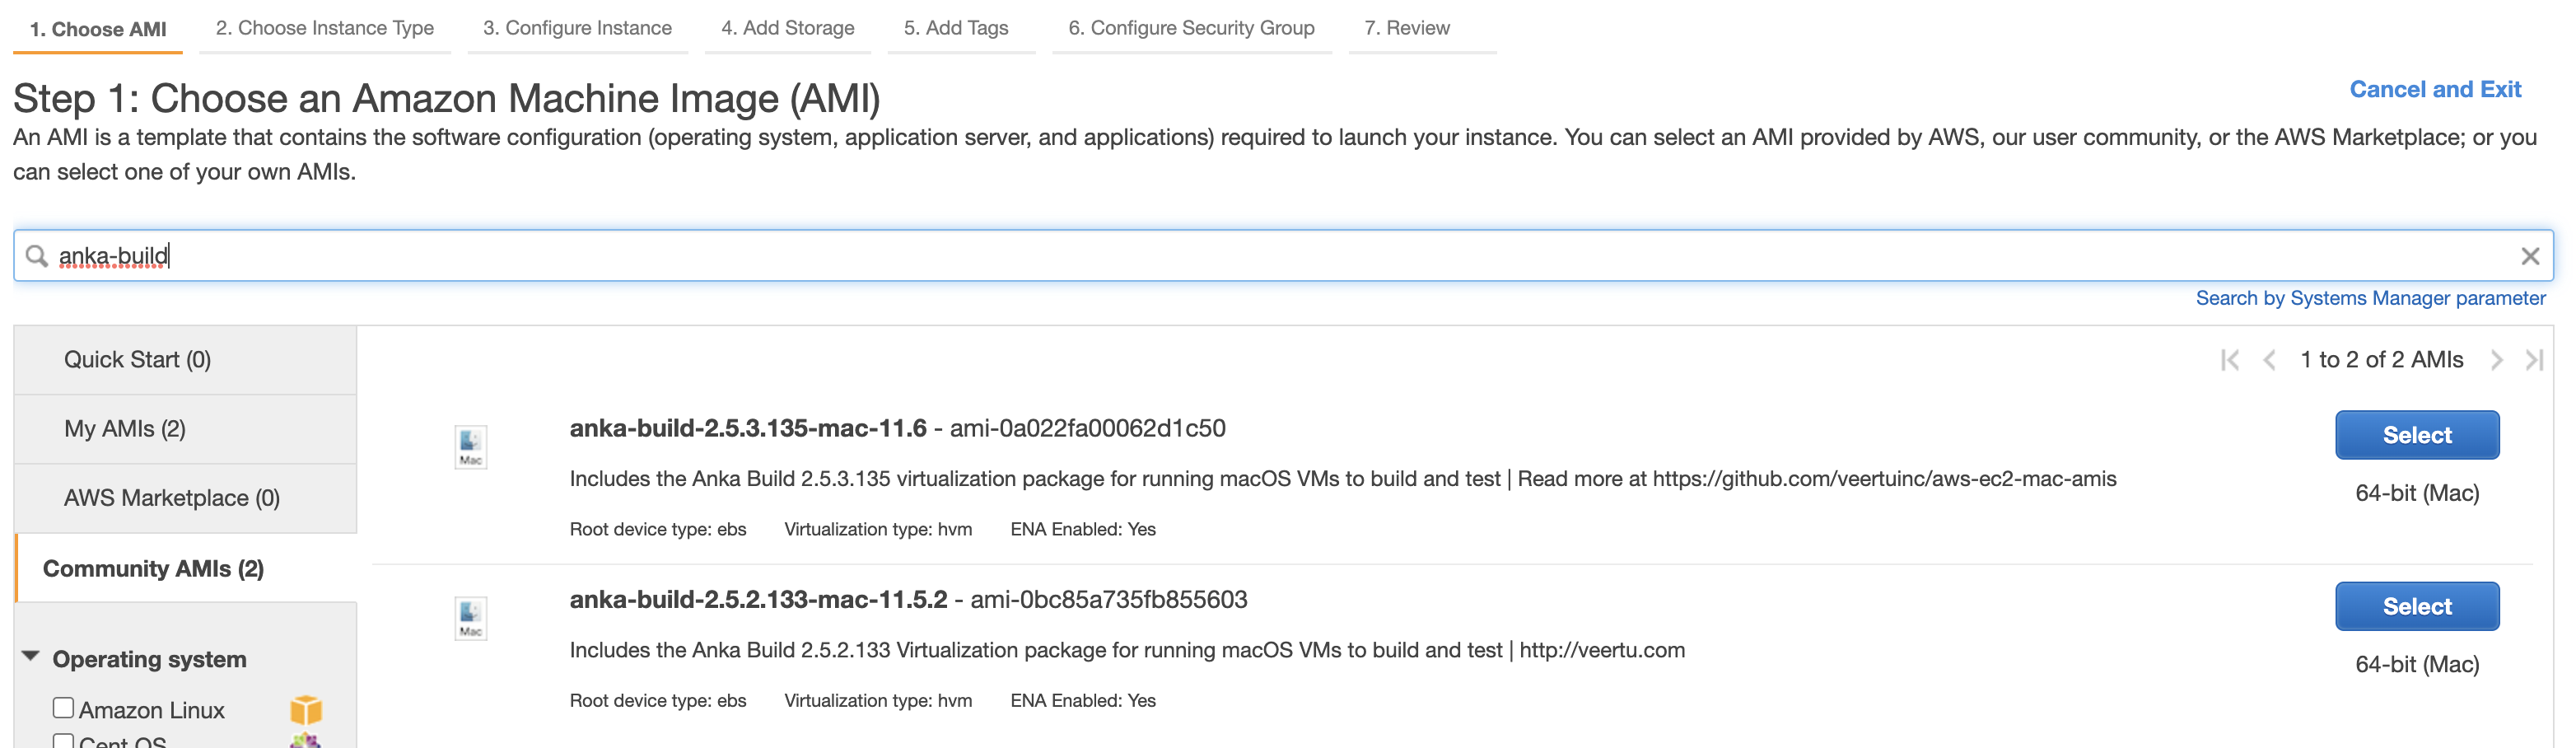 1. Choose AMI 2. Choose Instance Type 3. Configure Instance 4. Add Storage 5. Add Tags 6. Configure Security Group 7. Review
Step 1: Choose an Amazon Machine Image (AMI)
Cancel and Exit
An AMI is a template that contains the software configuration (operating system, application server, and applications) required to launch your instance. You can select an AMI provided by AWS, our user community, or the AWS Marketplace; or you
can select one of your own AMIs.
anka-build
Search by Systems Manager parameter
Quick Start (0)
My AMIs (2)
AWS Marketplace (0)
Community AMIs (2)
Operating system
Amazon Linux
Cent OS
1 to 2 of 2 AMIs
Mac
anka-build-2.5.3.135-mac-11.6 - ami-0a022fa00062d1c50
Includes the Anka Build 2.5.3.135 virtualization package for running macOS VMs to build and test | Read more at https://github.com/veertuinc/aws-ec2-mac-amis
Root device type: ebs Virtualization type: hvm ENA Enabled: Yes
Select
64-bit (Mac)
Mac
anka-build-2.5.2.133-mac-11.5.2 - ami-0bc85a735fb855603
Includes the Anka Build 2.5.2.133 Virtualization package for running macOS VMs to build and test | http://veertu.com
Root device type: ebs Virtualization type: hvm ENA Enabled: Yes
Select
64-bit (Mac)